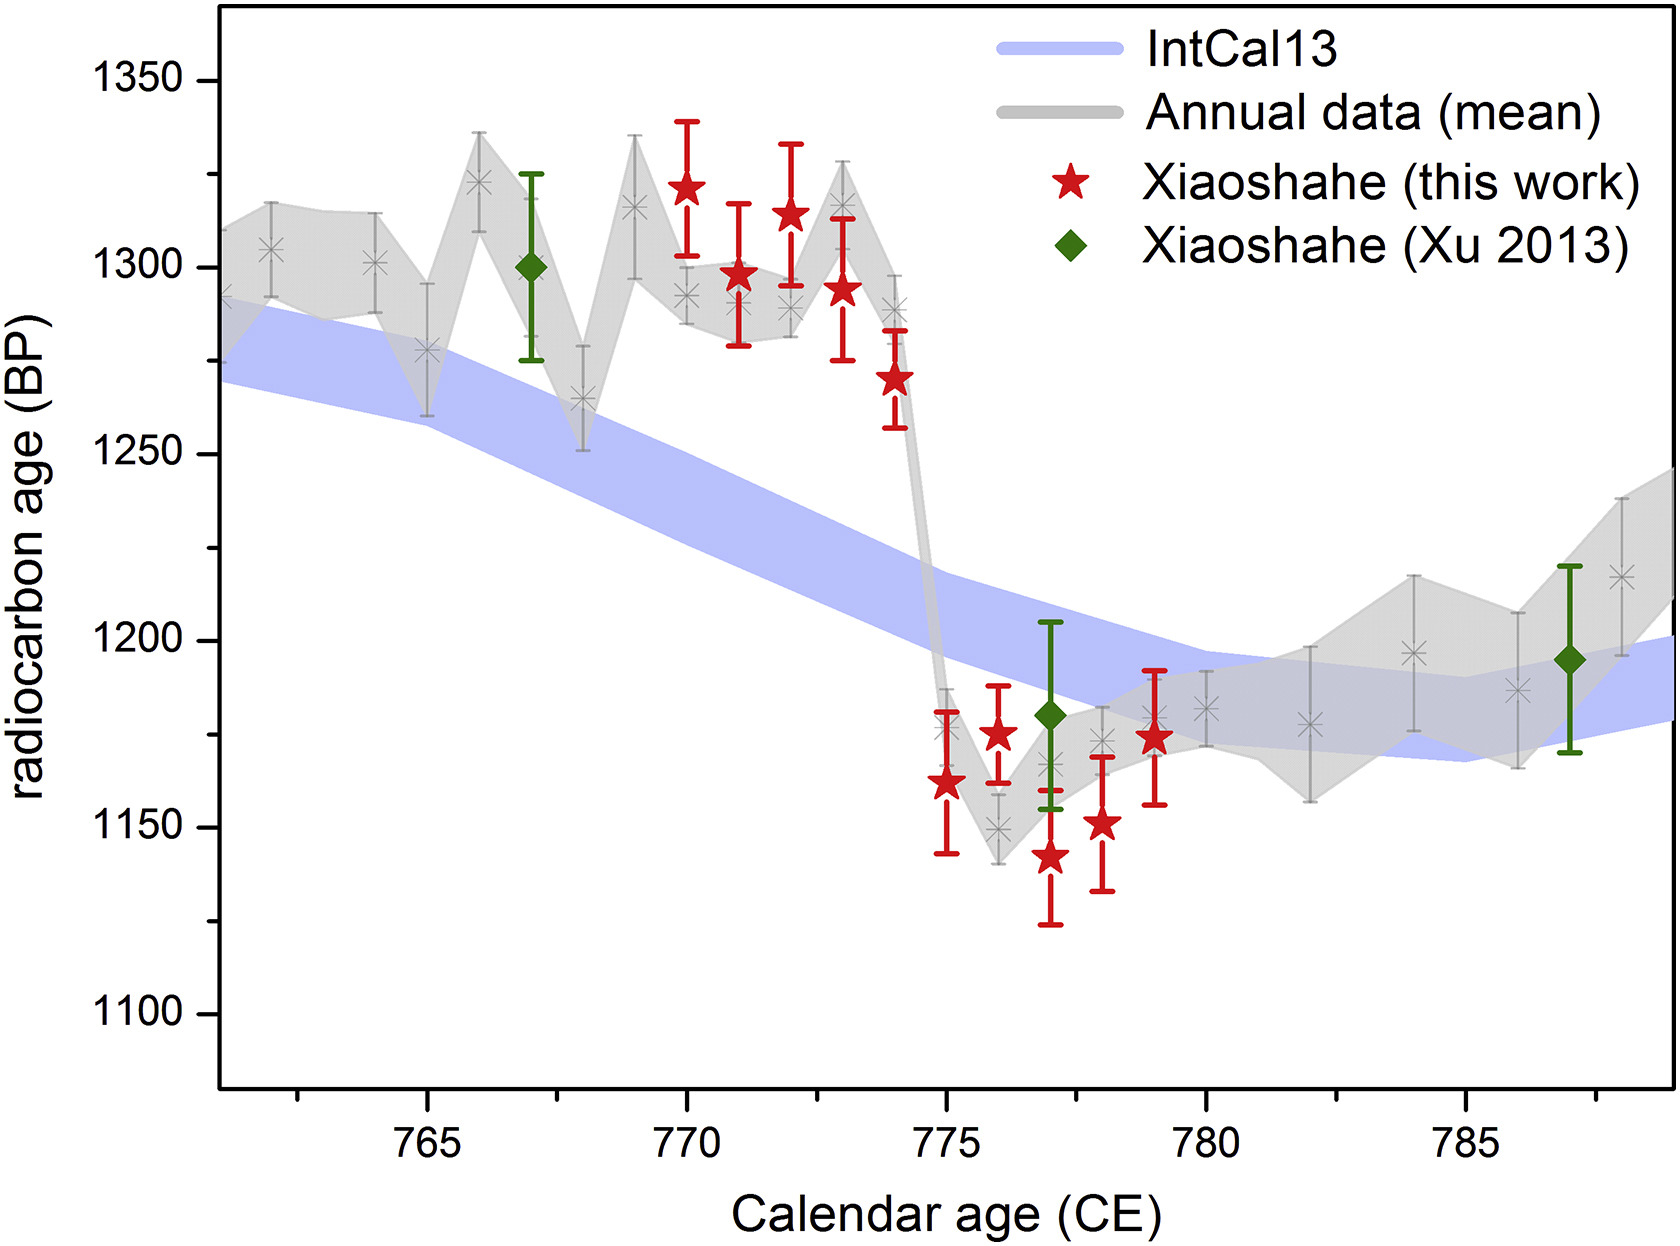 IntCal13
Annual data (mean)
Xiaoshahe (this work)
Xiaoshahe (Xu 2013)
radiocarbon age (BP)
1350
1300
1250
1200
1150
1100
765
770
775
780
785
Calendar age (CE)